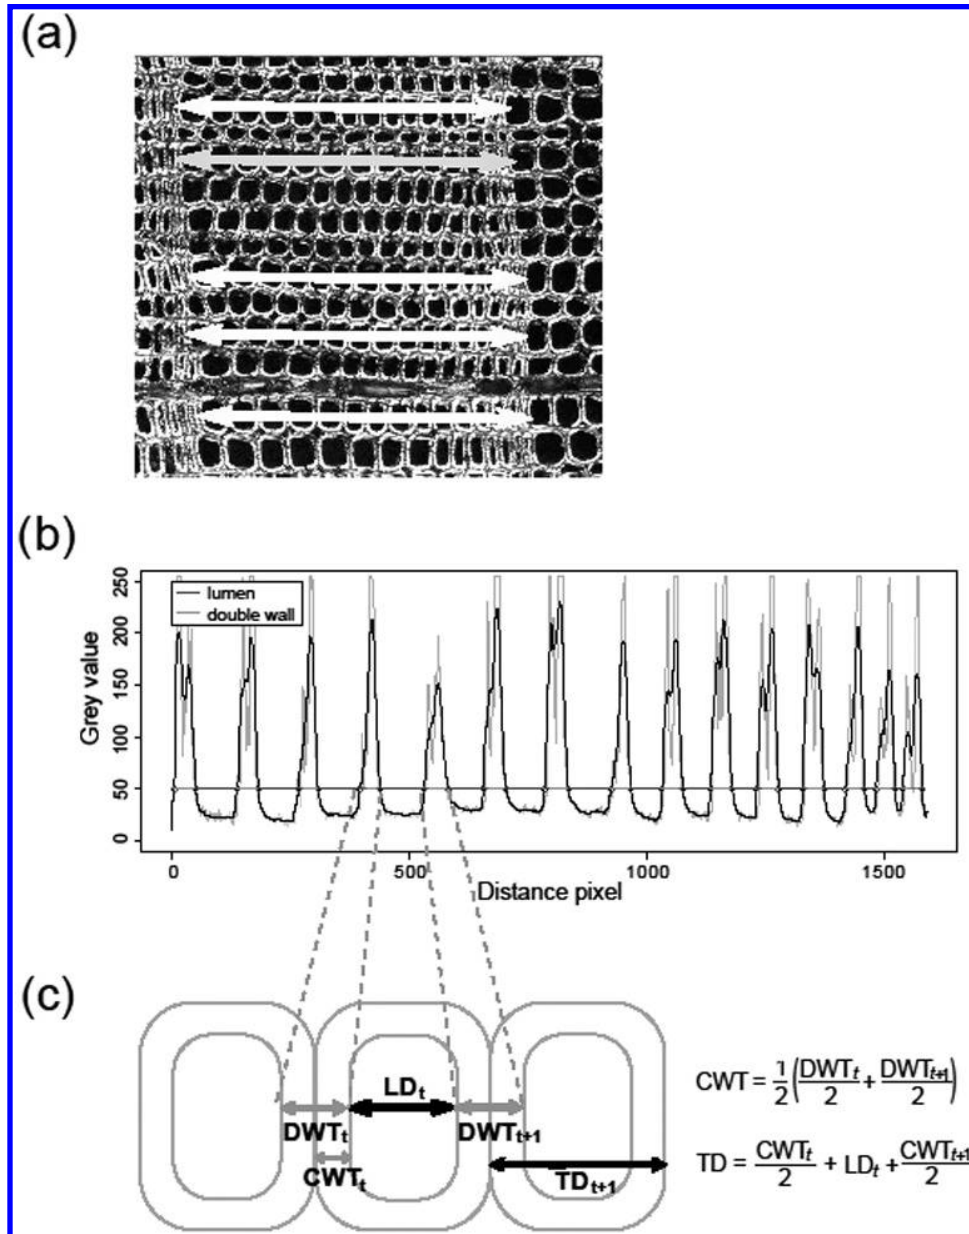 (a)
(b)
250
200
150
100
50
0
Grey value
lumen
double wall
0 500 1000 1500
Distance pixel
(c)
LDt
DWTt
DWTt+1
CWTt
TDt+1
CWT = 1/2 (DWTt/2 + DWTt+1/2)
TD = CWTt/2 + LDt + CWTt+1/2